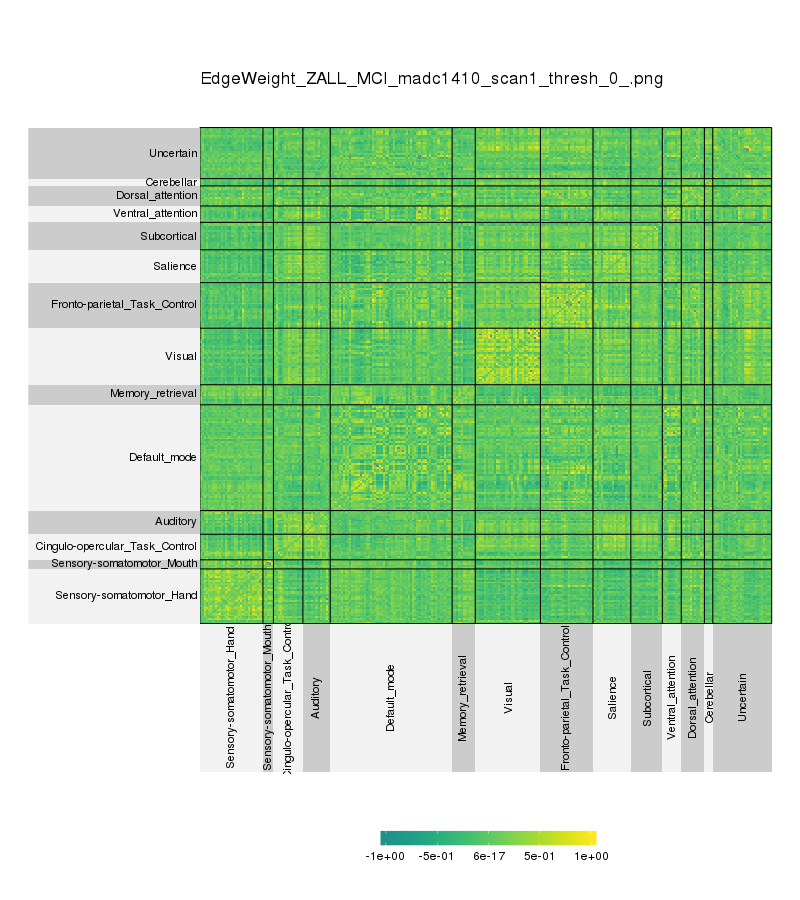 EdgeWeight_ZALL_MCI_madc1410_scan1_thresh_0_.png
Uncertain
Cerebellar
Dorsal_attention
Ventral_attention
Subcortical
Salience
Fronto-parietal_Task_Control
Visual
Memory_retrieval
Default_mode
Auditory
Cingulo-opercular_Task_Control
Sensory-somatomotor_Mouth
Sensory-somatomotor_Hand
Sensory-somatomotor_Hand
Sensory-somatomotor_Mouth
Cingulo-opercular_Task_Control
Auditory
Default_mode
Memory_retrieval
Visual
Fronto-parietal_Task_Control
Salience
Subcortical
Ventral_attention
Dorsal_attention
Cerebellar
Uncertain
-1e+00 -5e-01 6e-17 5e-01 1e+00